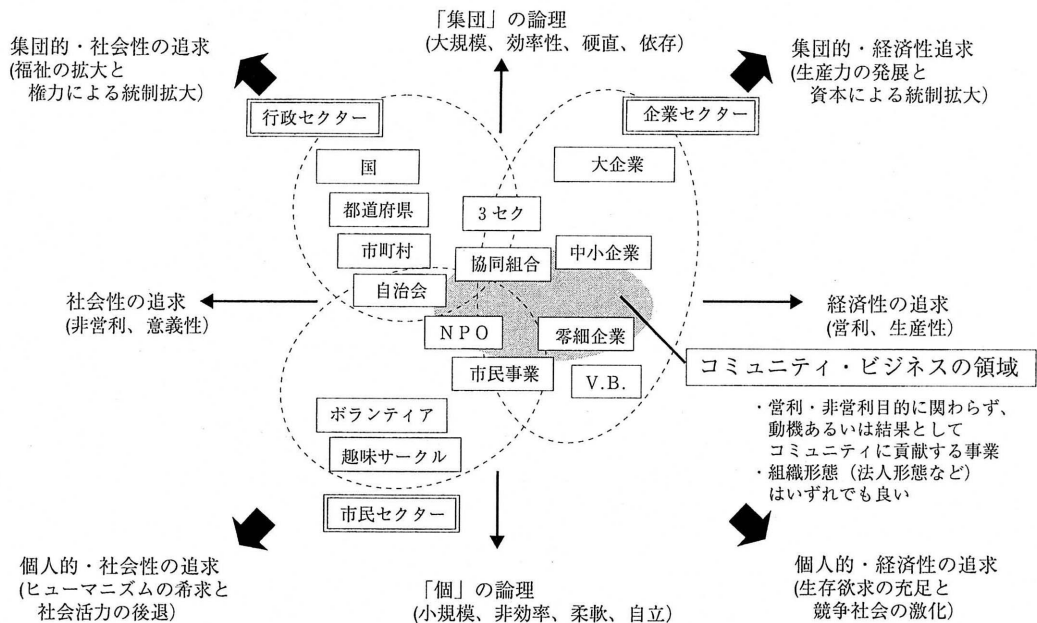 「集団」の論理
(大規模、効率性、硬直、依存)
集団的・社会性の追求
(福祉の拡大と
権力による統制拡大)
集団的・経済性追求
(生産力の発展と
資本による統制拡大)
行政セクター
企業セクター
国
大企業
都道府県
3セク
市町村
協同組合
中小企業
自治会
社会性の追求
(非営利、意義性)
経済性の追求
(営利、生産性)
NPO
零細企業
市民事業
V.B.
コミュニティ・ビジネスの領域
・営利・非営利目的に関わらず、
動機あるいは結果として
コミュニティに貢献する事業
・組織形態（法人形態など）
はいずれでも良い
ボランティア
趣味サークル
市民セクター
個人的・社会性の追求
(ヒューマニズムの希求と
社会活力の後退)
「個」の論理
(小規模、非効率、柔軟、自立)
個人的・経済性の追求
(生存欲求の充足と
競争社会の激化)